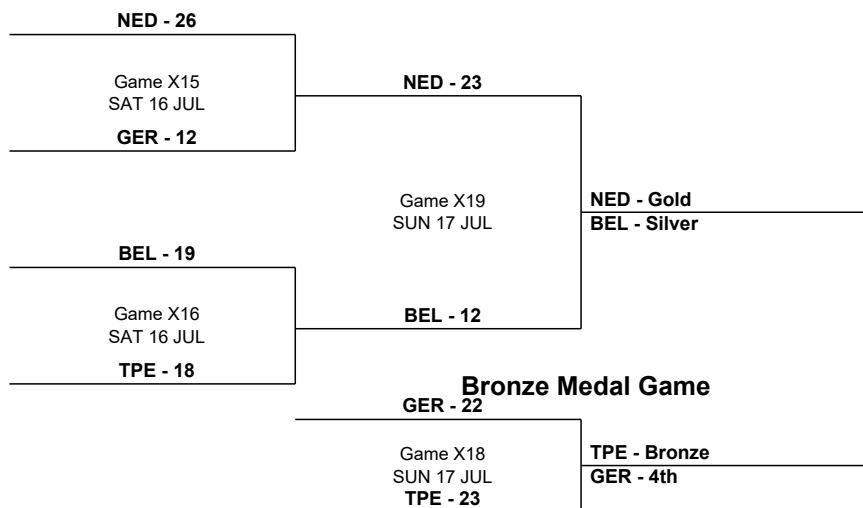 NED - 26
Game X15
SAT 16 JUL
GER - 12
NED - 23
Game X19
SUN 17 JUL
NED - Gold
BEL - Silver
BEL - 19
Game X16
SAT 16 JUL
TPE - 18
BEL - 12
Bronze Medal Game
GER - 22
Game X18
SUN 17 JUL
TPE - 23
TPE - Bronze
GER - 4th